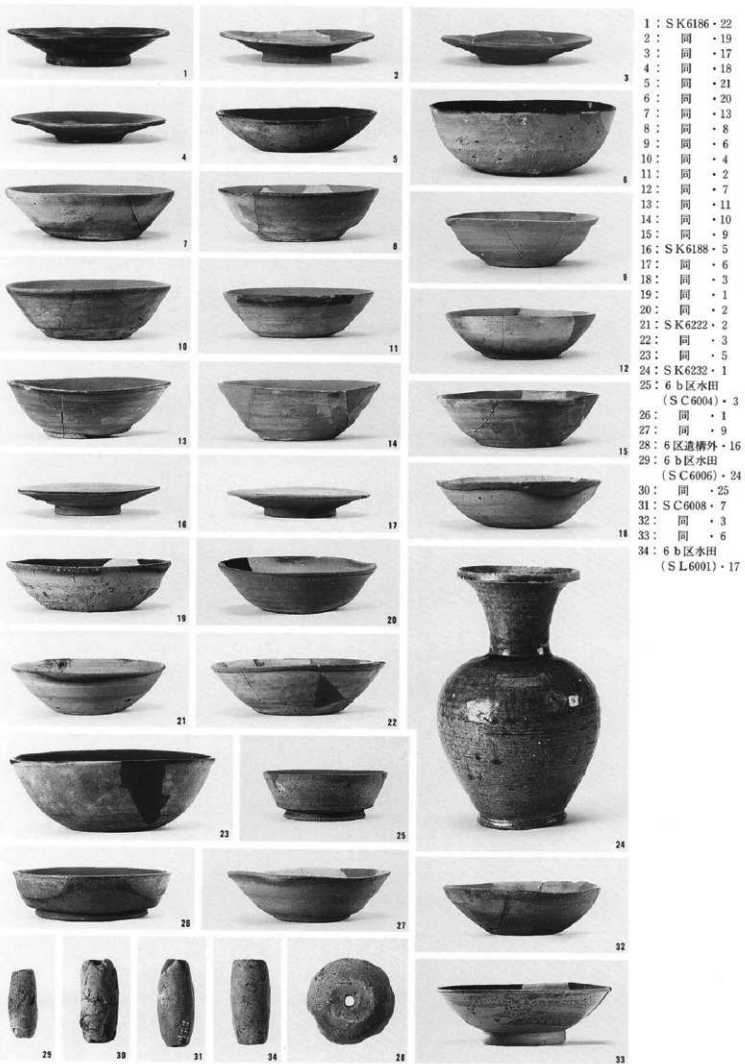 1
2
3
4
5
6
7
8
9
10
11
12
13
14
15
16
17
18
19
20
21
22
23
25
24
26
27
32
29
30
31
34
28
33
1：ＳＫ6186・22
2：　同　・19
3：　同　・17
4：　同　・18
5：　同　・21
6：　同　・20
7：　同　・13
8：　同　・8
9：　同　・6
10：　同　・4
11：　同　・2
12：　同　・7
13：　同　・11
14：　同　・10
15：　同　・9
16：ＳＫ6188・5
17：　同　・6
18：　同　・3
19：　同　・1
20：　同　・2
21：ＳＫ6222・2
22：　同　・3
23：　同　・5
24：ＳＫ6232・1
25：6ｂ区水田
（ＳＣ6004）・3
26：　同　・1
27：　同　・9
28：6区遺構外・16
29：6ｂ区水田
（ＳＣ6006）・24
30：　同　・25
31：ＳＣ6008・7
32：　同　・3
33：　同　・6
34：6ｂ区水田
（ＳＬ6001）・17